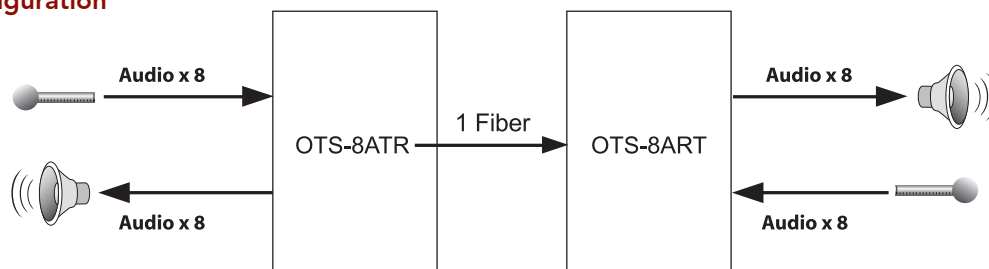 guration
Audio x 8
Audio x 8
1 Fiber
OTS-8ATR
OTS-8ART
Audio x 8
Audio x 8